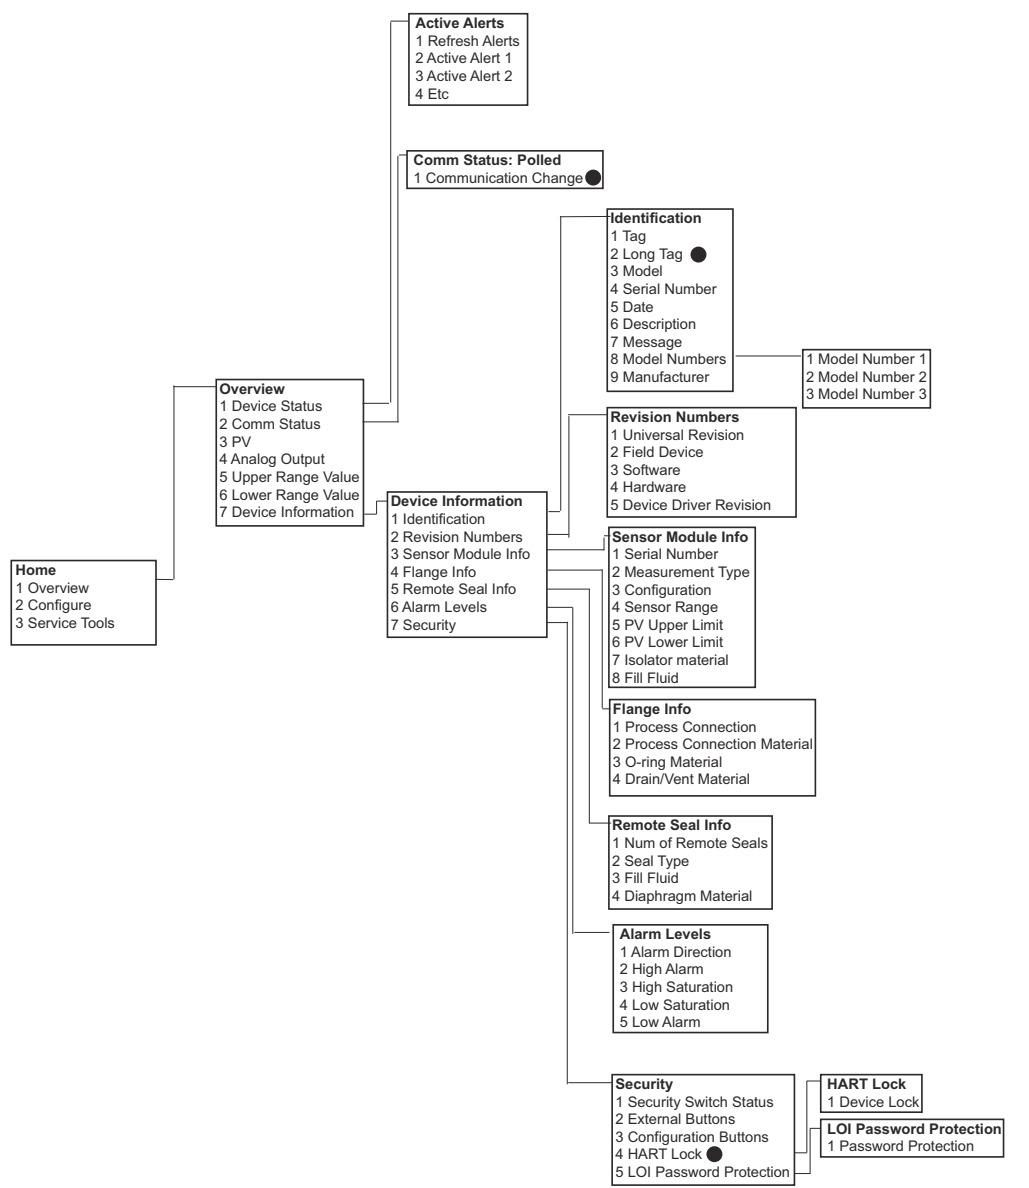 Active Alerts
1 Refresh Alerts
2 Active Alert 1
3 Active Alert 2
4 Etc
Comm Status: Polled
1 Communication Change
Identification
1 Tag
2 Long Tag
3 Model
4 Serial Number
5 Date
6 Description
7 Message
8 Model Numbers
9 Manufacturer
1 Model Number 1
2 Model Number 2
3 Model Number 3
Overview
1 Device Status
2 Comm Status
3 PV
4 Analog Output
5 Upper Range Value
6 Lower Range Value
7 Device Information
Revision Numbers
1 Universal Revision
2 Field Device
3 Software
4 Hardware
5 Device Driver Revision
Device Information
1 Identification
2 Revision Numbers
3 Sensor Module Info
4 Flange Info
5 Remote Seal Info
6 Alarm Levels
7 Security
Home
1 Overview
2 Configure
3 Service Tools
Sensor Module Info
1 Serial Number
2 Measurement Type
3 Configuration
4 Sensor Range
5 PV Upper Limit
6 PV Lower Limit
7 Isolator material
8 Fill Fluid
Flange Info
1 Process Connection
2 Process Connection Material
3 O-ring Material
4 Drain/Vent Material
Remote Seal Info
1 Num of Remote Seals
2 Seal Type
3 Fill Fluid
4 Diaphragm Material
Alarm Levels
1 Alarm Direction
2 High Alarm
3 High Saturation
4 Low Saturation
5 Low Alarm
Security
1 Security Switch Status
2 External Buttons
3 Configuration Buttons
4 HART Lock
5 LOI Password Protection
HART Lock
1 Device Lock
LOI Password Protection
1 Password Protection